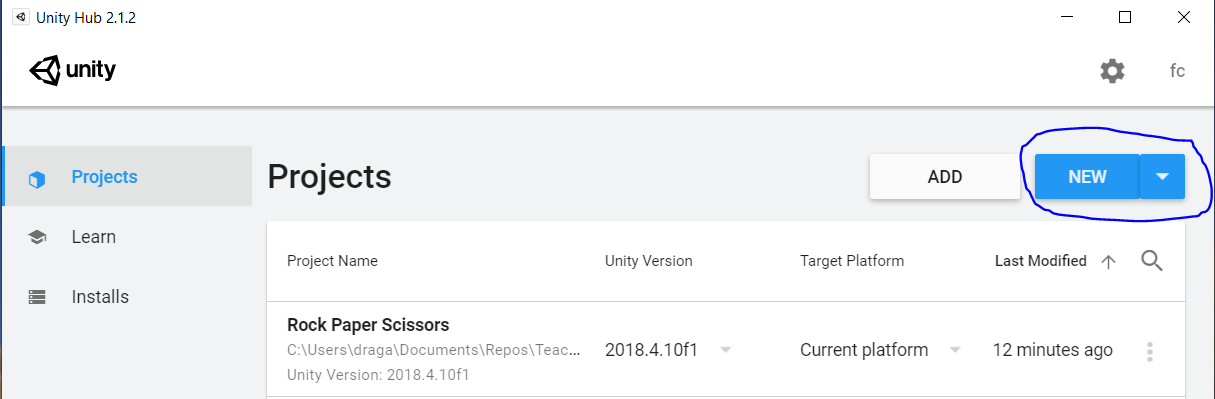 Unity Hub 2.1.2
unity
fc
Projects
Learn
Installs
Projects
ADD
NEW
Project Name Unity Version Target Platform Last Modified
Rock Paper Scissors
C:\Users\draga\Documents\Repos\Teac...
Unity Version: 2018.4.10f1
2018.4.10f1 Current platform 12 minutes ago